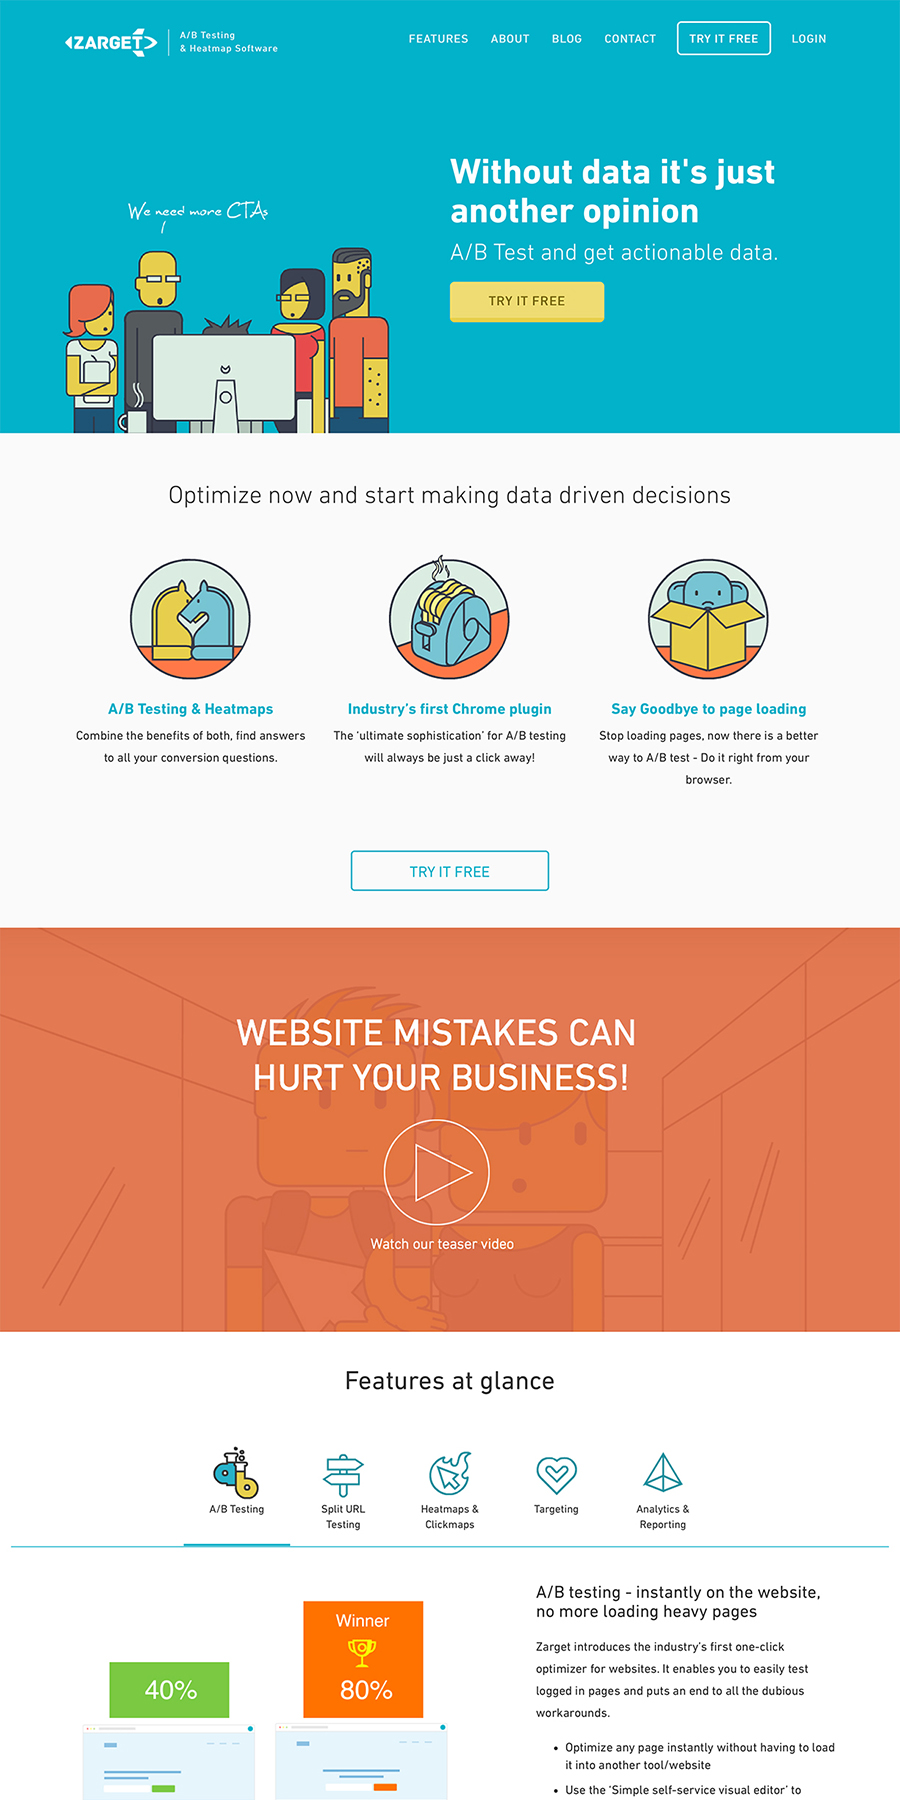 ZARGET
A/B Testing
& Heatmap Software
FEATURES
ABOUT
BLOG
CONTACT
TRY IT FREE
LOGIN
We need more CTAs
Without data it's just
another opinion
A/B Test and get actionable data.
TRY IT FREE
Optimize now and start making data driven decisions
A/B Testing & Heatmaps
Combine the benefits of both, find answers
to all your conversion questions.
Industry’s first Chrome plugin
The ‘ultimate sophistication’ for A/B testing
will always be just a click away!
Say Goodbye to page loading
Stop loading pages, now there is a better
way to A/B test - Do it right from your
browser.
TRY IT FREE
WEBSITE MISTAKES CAN
HURT YOUR BUSINESS!
Watch our teaser video
Features at glance
A/B Testing
Split URL
Testing
Heatmaps &
Clickmaps
Targeting
Analytics &
Reporting
40%
Winner
80%
A/B testing - instantly on the website,
no more loading heavy pages
Zarget introduces the industry’s first one-click
optimizer for websites. It enables you to easily test
logged in pages and puts an end to all the dubious
workarounds.
• Optimize any page instantly without having to load
it into another tool/website
• Use the ‘Simple self-service visual editor’ to